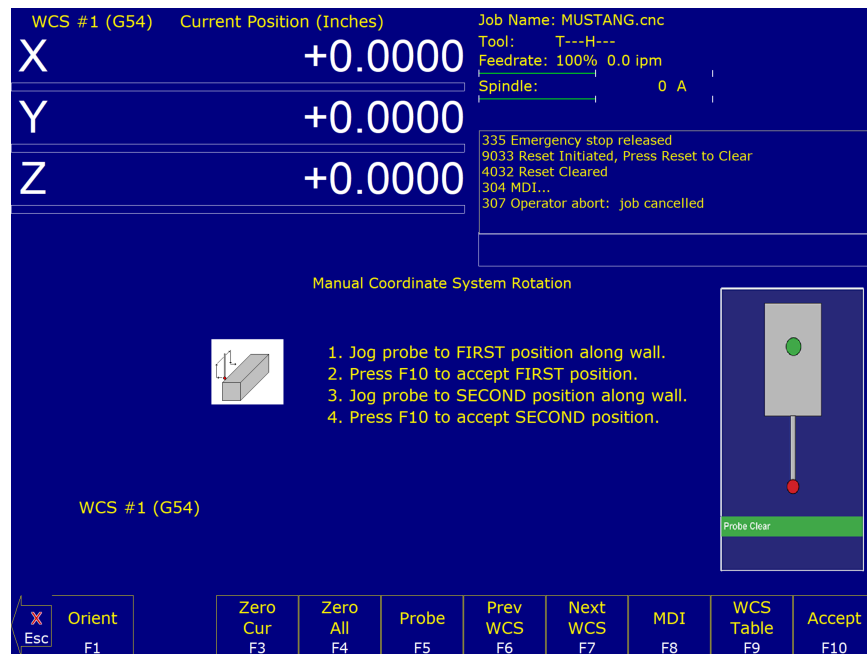 WCS #1 (G54) Current Position (Inches)
X +0.0000
Y +0.0000
Z +0.0000
Job Name: MUSTANG.cnc
Tool: T---H---
Feedrate: 100% 0.0 ipm
Spindle: 0 A
335 Emergency stop released
9033 Reset Initiated, Press Reset to Clear
4032 Reset Cleared
304 MDI...
307 Operator abort: job cancelled
Manual Coordinate System Rotation
1. Jog probe to FIRST position along wall.
2. Press F10 to accept FIRST position.
3. Jog probe to SECOND position along wall.
4. Press F10 to accept SECOND position.
WCS #1 (G54)
Probe Clear
X
Esc
Orient
F1
Zero
Cur
F3
Zero
All
F4
Probe
F5
Prev
WCS
F6
Next
WCS
F7
MDI
F8
WCS
Table
F9
Accept
F10